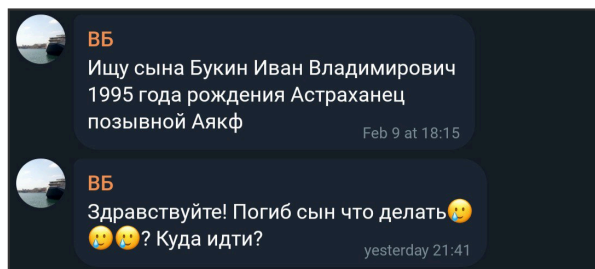 ВБ
Ищу сына Букин Иван Владимирович
1995 года рождения Астраханец
позывной Аякф
Feb 9 at 18:15
ВБ
Здравствуйте! Погиб сын что делать🥲
🥲🥲? Куда идти?
yesterday 21:41